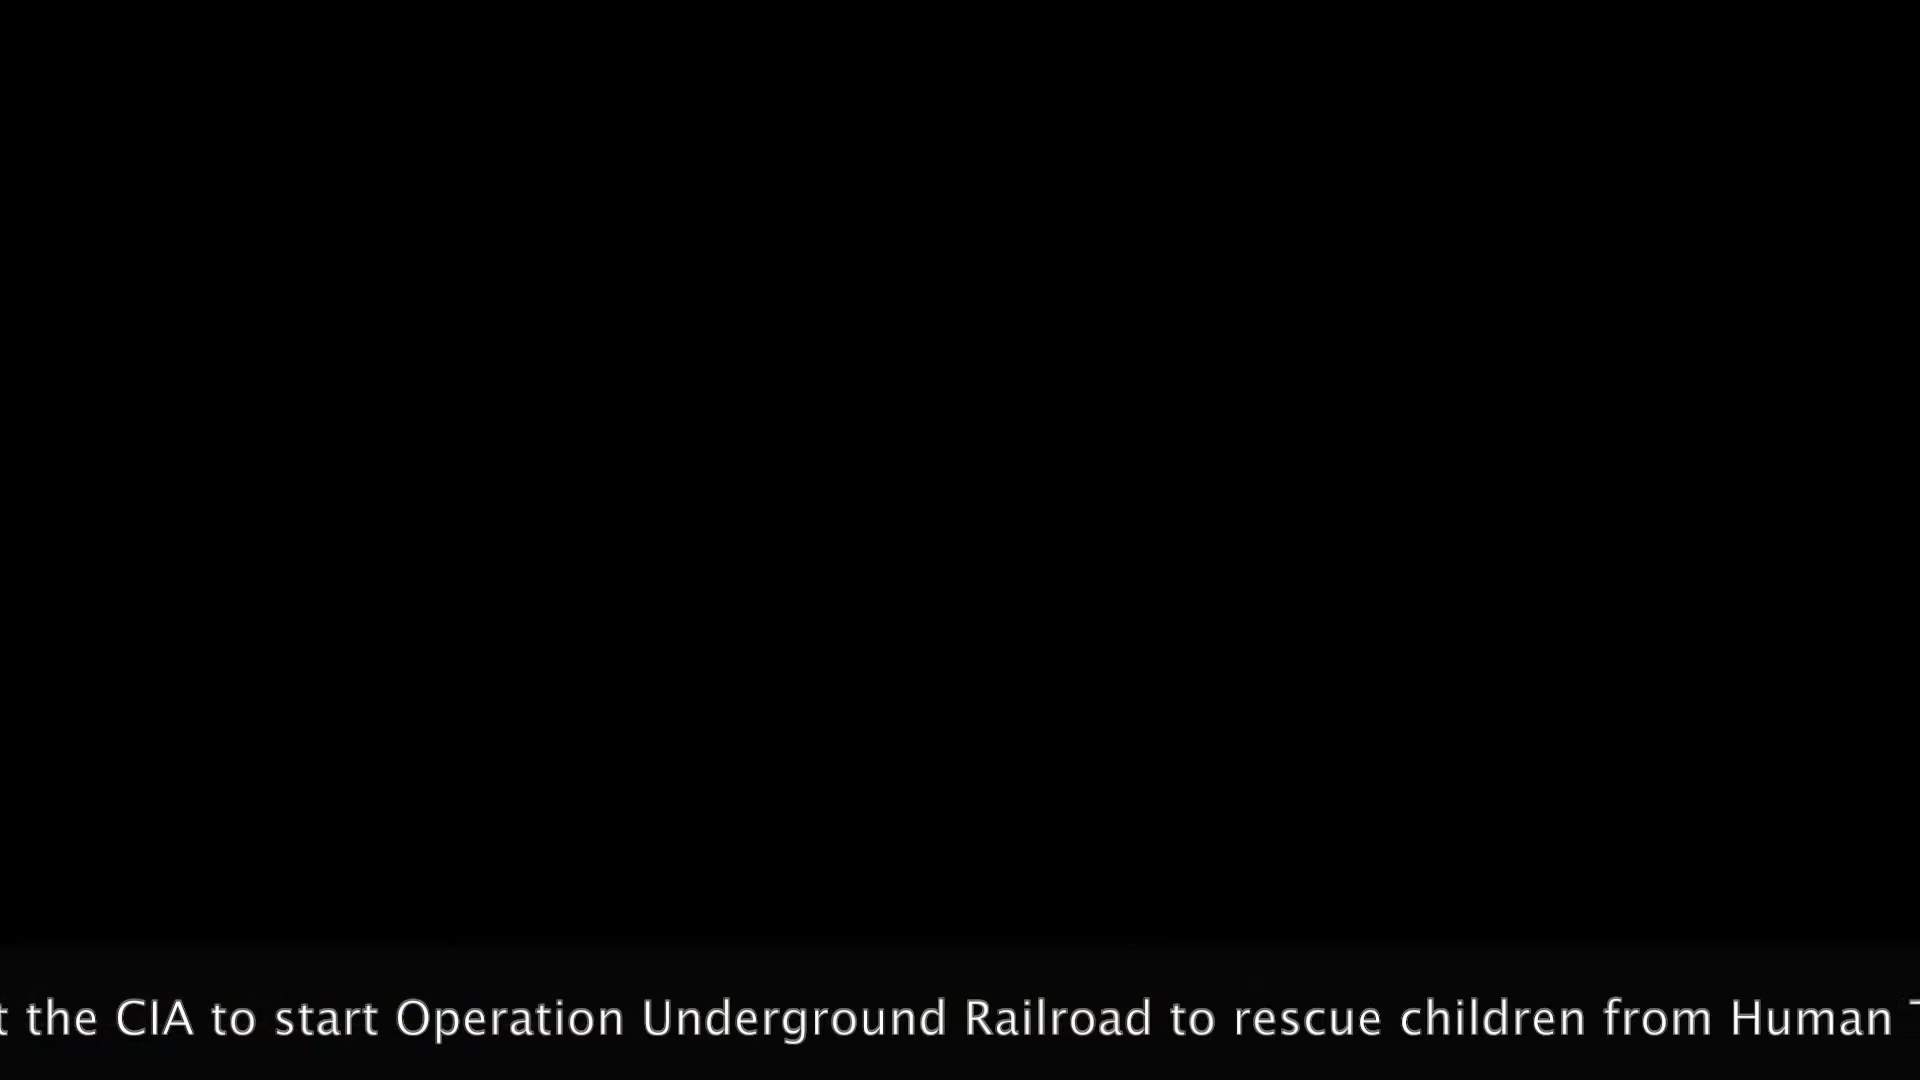 the CIA to start Operation Underground Railroad to rescue children from Human